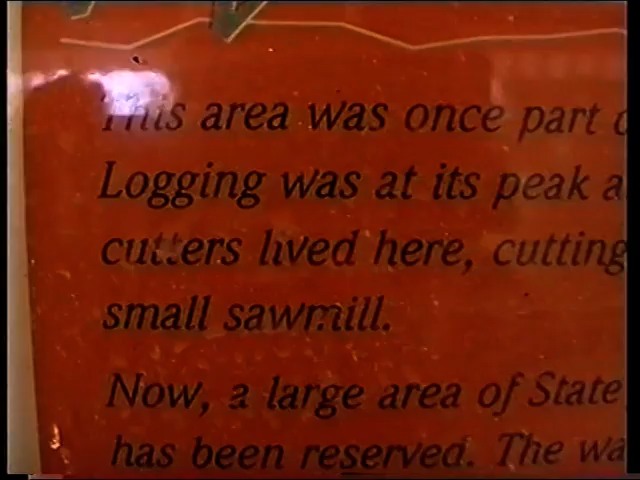 This area was once part
Logging was at its peak
cutters lived here, cutting
small sawmill.
Now, a large area of State
has been reserved. The